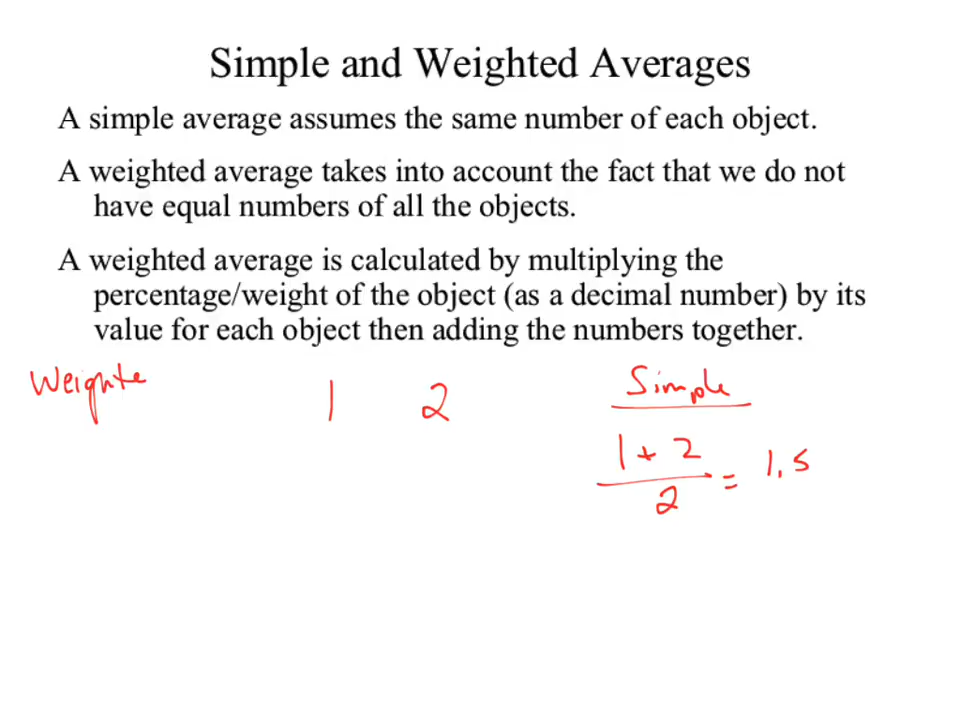 Simple and Weighted Averages
A simple average assumes the same number of each object.
A weighted average takes into account the fact that we do not
have equal numbers of all the objects.
A weighted average is calculated by multiplying the
percentage/weight of the object (as a decimal number) by its
value for each object then adding the numbers together.
Weighte 1 2 Simple
1 + 2
2 = 1.5